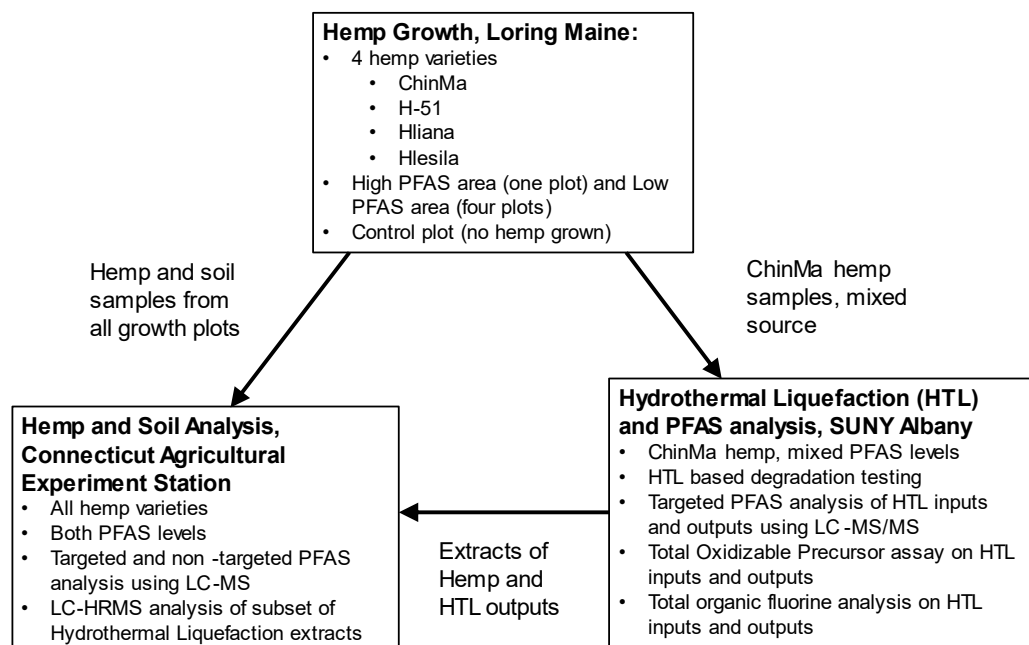 Hemp Growth, Loring Maine:
• 4 hemp varieties
• ChinMa
• H-51
• Hliana
• Hlesila
• High PFAS area (one plot) and Low
PFAS area (four plots)
• Control plot (no hemp grown)
Hemp and soil
samples from
all growth plots
ChinMa hemp
samples, mixed
source
Hemp and Soil Analysis,
Connecticut Agricultural
Experiment Station
• All hemp varieties
• Both PFAS levels
• Targeted and non -targeted PFAS
analysis using LC-MS
• LC-HRMS analysis of subset of
Hydrothermal Liquefaction extracts
Extracts of
Hemp and
HTL outputs
Hydrothermal Liquefaction (HTL)
and PFAS analysis, SUNY Albany
• ChinMa hemp, mixed PFAS levels
• HTL based degradation testing
• Targeted PFAS analysis of HTL inputs
and outputs using LC -MS/MS
• Total Oxidizable Precursor assay on HTL
inputs and outputs
• Total organic fluorine analysis on HTL
inputs and outputs